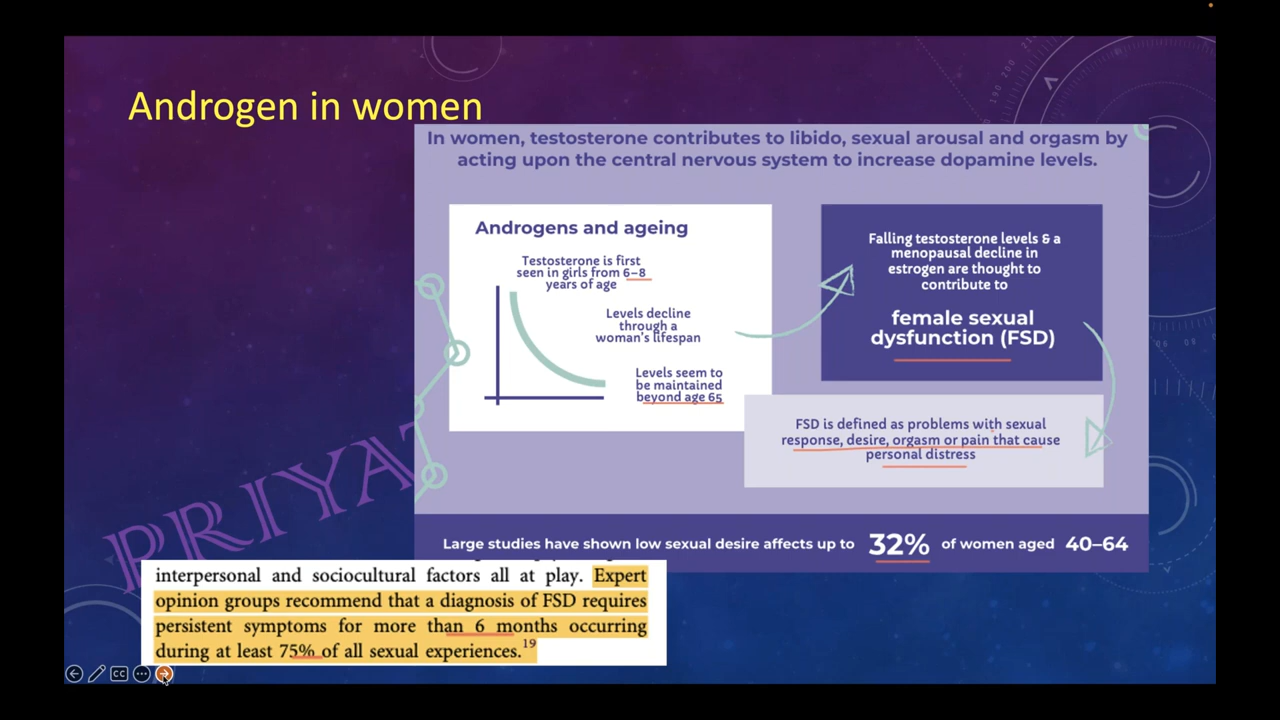 Androgen in women
In women, testosterone contributes to libido, sexual arousal and orgasm by
acting upon the central nervous system to increase dopamine levels.
Androgens and ageing
Testosterone is first
seen in girls from 6–8
years of age
Levels decline
through a
woman's lifespan
Levels seem to
be maintained
beyond age 65
Falling testosterone levels & a
menopausal decline in
estrogen are thought to
contribute to
female sexual
dysfunction (FSD)
FSD is defined as problems with sexual
response, desire, orgasm or pain that cause
personal distress
Large studies have shown low sexual desire affects up to 32% of women aged 40–64
PRIYA
interpersonal and sociocultural factors all at play. Expert
opinion groups recommend that a diagnosis of FSD requires
persistent symptoms for more than 6 months occurring
during at least 75% of all sexual experiences.19
CC